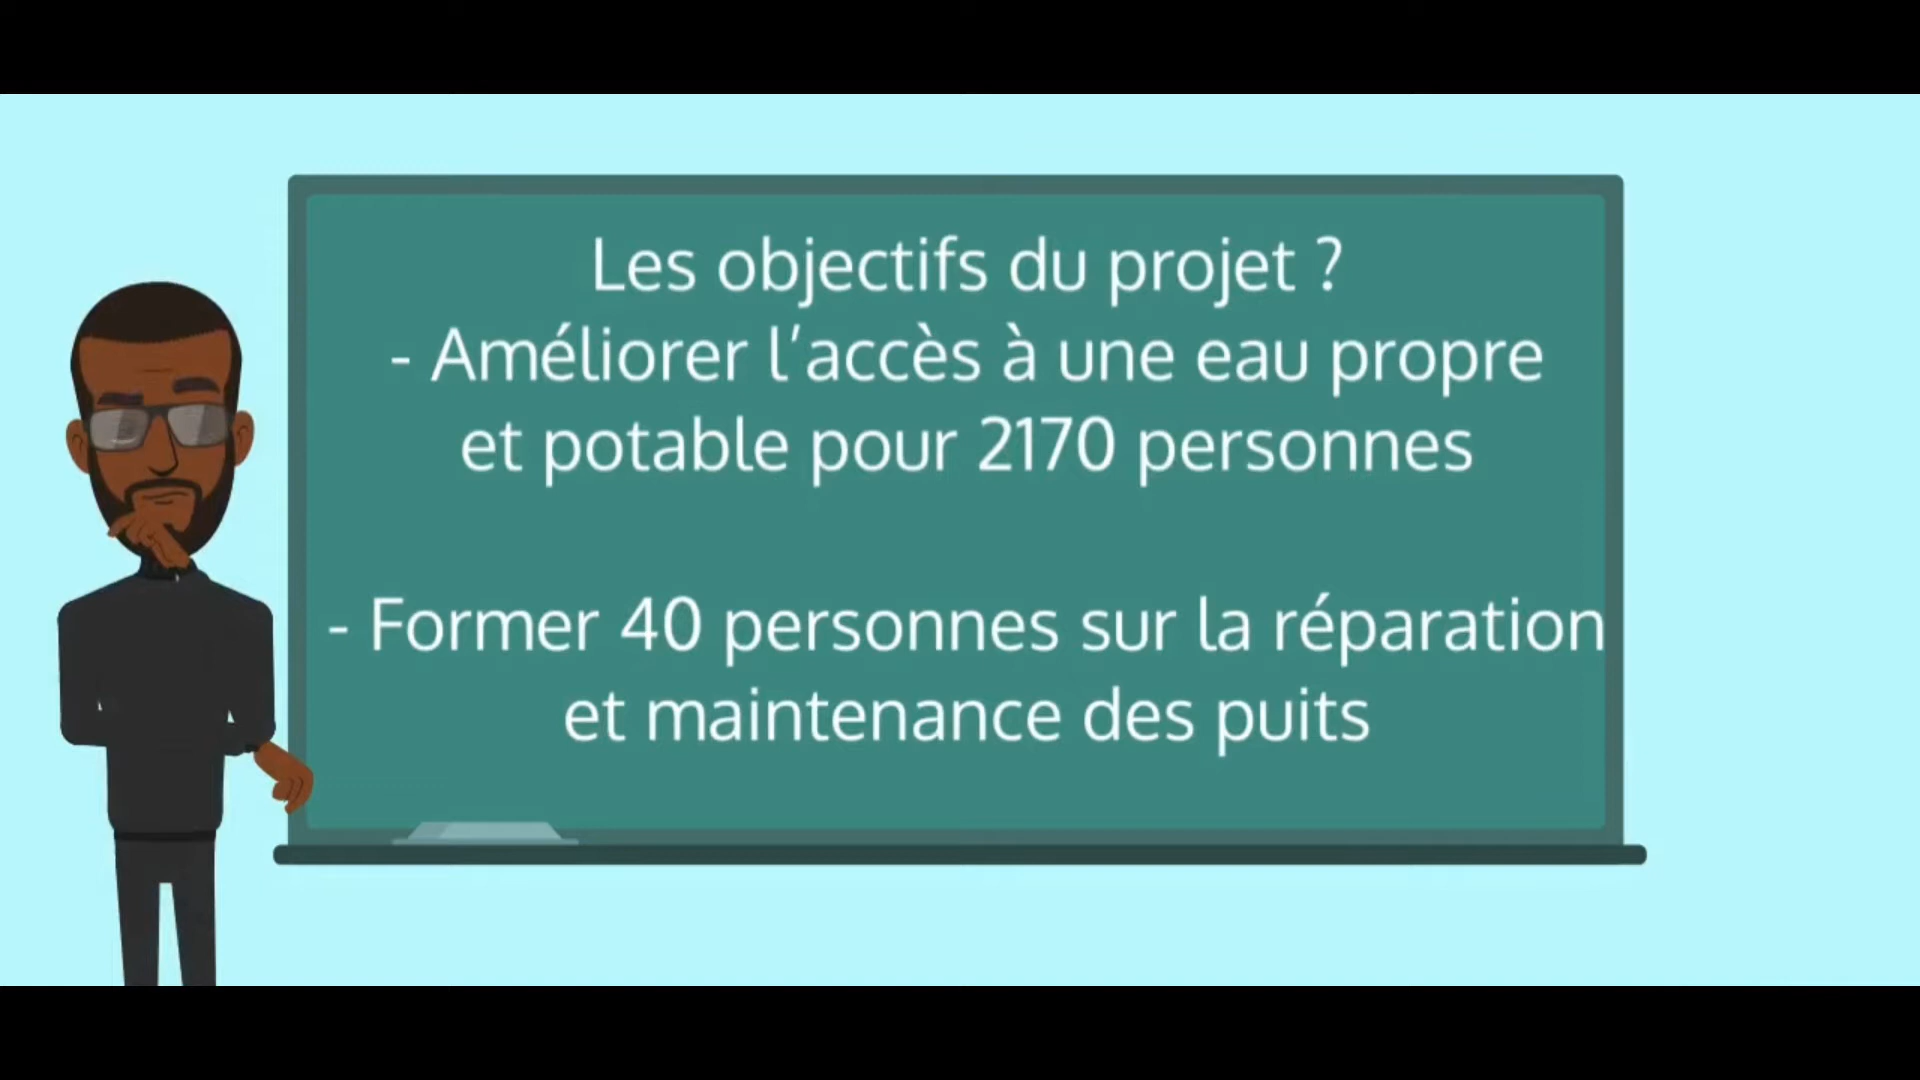 Les objectifs du projet ?
- Améliorer l’accès à une eau propre
et potable pour 2170 personnes
- Former 40 personnes sur la réparation
et maintenance des puits